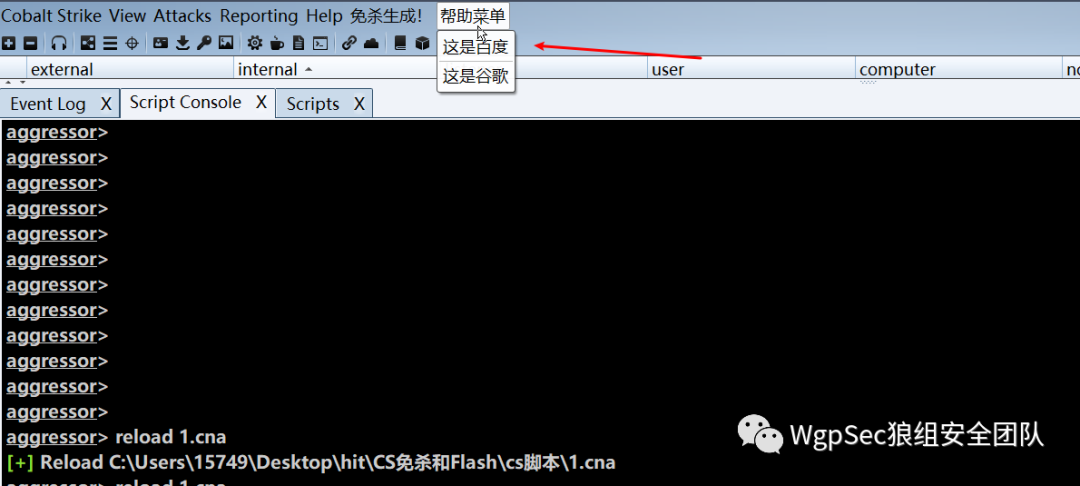 Cobalt Strike View Attacks Reporting Help 免杀生成! 帮助菜单
这是百度
这是谷歌
external internal user computer
Event Log X Script Console X Scripts X
aggressor>
aggressor>
aggressor>
aggressor>
aggressor>
aggressor>
aggressor>
aggressor>
aggressor>
aggressor>
aggressor>
aggressor>
aggressor> reload 1.cna
[+] Reload C:\Users\15749\Desktop\hit\CS免杀和Flash\cs脚本\1.cna
aggressor> reload 1.cna
WgpSec狼组安全团队